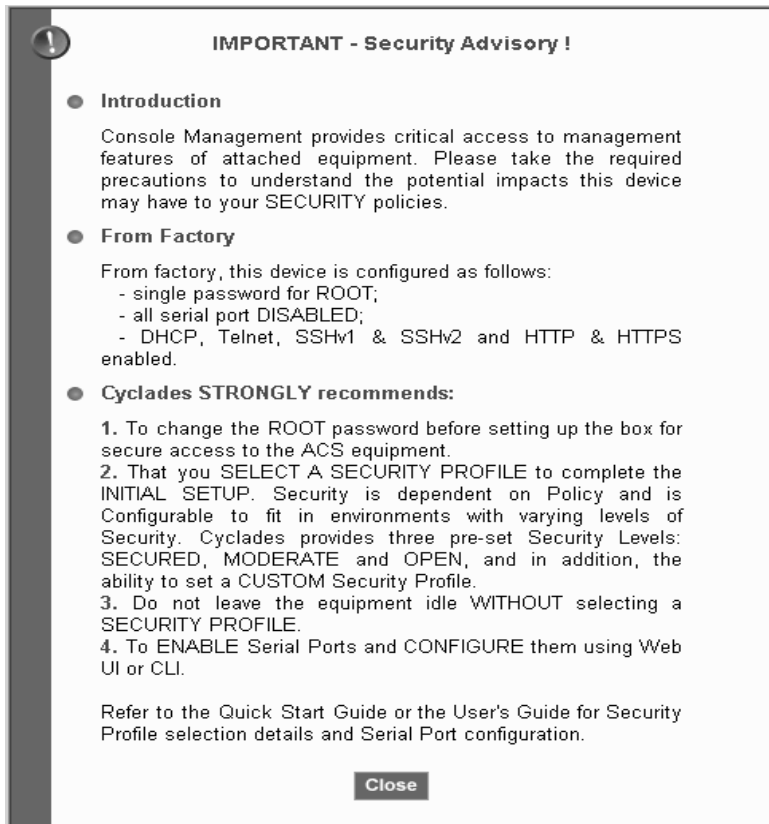 IMPORTANT - Security Advisory !
Introduction
Console Management provides critical access to management
features of attached equipment. Please take the required
precautions to understand the potential impacts this device
may have to your SECURITY policies.
From Factory
From factory, this device is configured as follows:
- single password for ROOT;
- all serial port DISABLED;
- DHCP, Telnet, SSHv1 & SSHv2 and HTTP & HTTPS
enabled.
Cyclades STRONGLY recommends:
1. To change the ROOT password before setting up the box for
secure access to the ACS equipment.
2. That you SELECT A SECURITY PROFILE to complete the
INITIAL SETUP. Security is dependent on Policy and is
Configurable to fit in environments with varying levels of
Security. Cyclades provides three pre-set Security Levels:
SECURED, MODERATE and OPEN, and in addition, the
ability to set a CUSTOM Security Profile.
3. Do not leave the equipment idle WITHOUT selecting a
SECURITY PROFILE.
4. To ENABLE Serial Ports and CONFIGURE them using Web
UI or CLI.
Refer to the Quick Start Guide or the User's Guide for Security
Profile selection details and Serial Port configuration.
Close